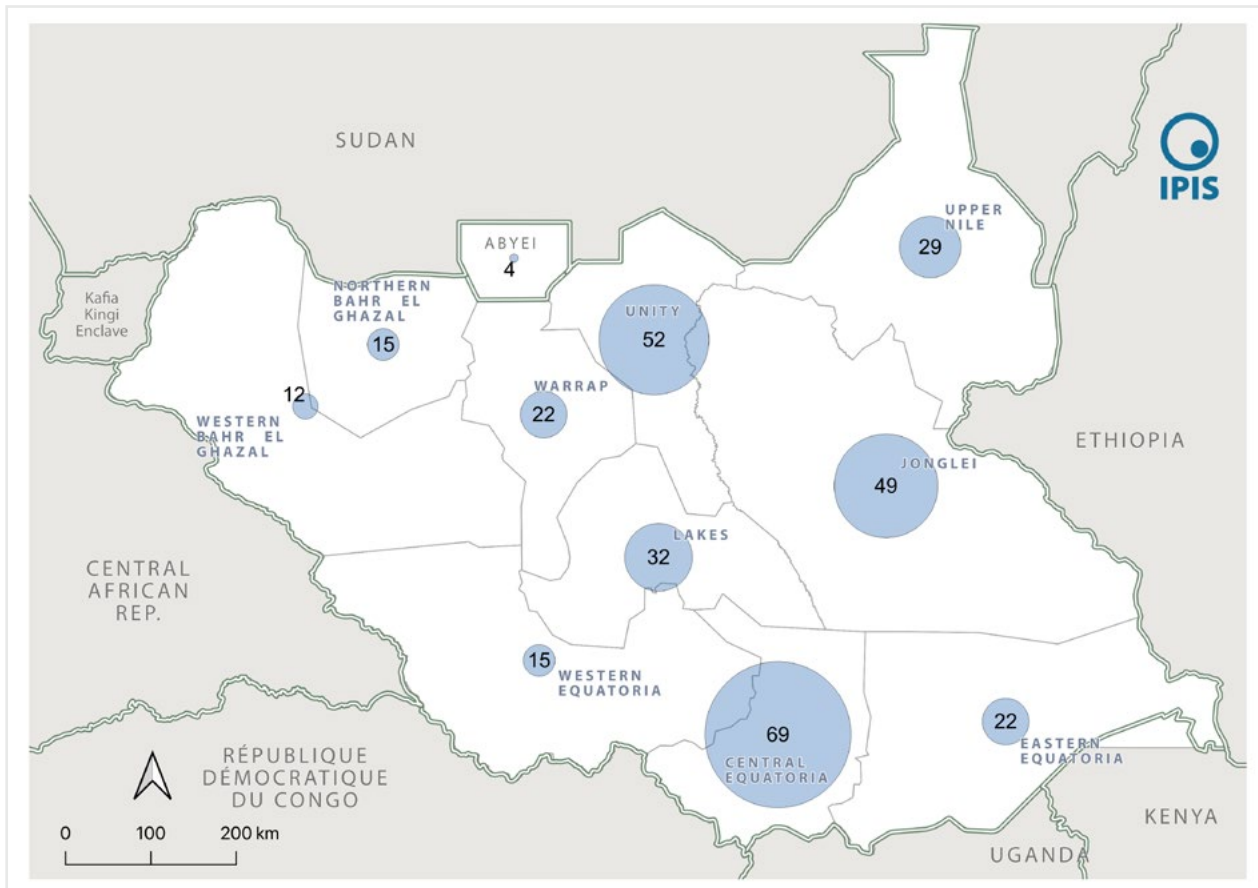 SUDAN
IPIS
UPPER
NILE
29
ABYEI
4
Kafia
Kingi
Enclave
NORTHERN
BAHR EL
GHAZAL
15
UNITY
52
12
WESTERN
BAHR EL
GHAZAL
WARRAP
22
ETHIOPIA
JONGLEI
49
LAKES
32
CENTRAL
AFRICAN
REP.
15
WESTERN
EQUATORIA
69
CENTRAL
EQUATORIA
22
EASTERN
EQUATORIA
RÉPUBLIQUE
DÉMOCRATIQUE
DU CONGO
KENYA
UGANDA
0 100 200 km